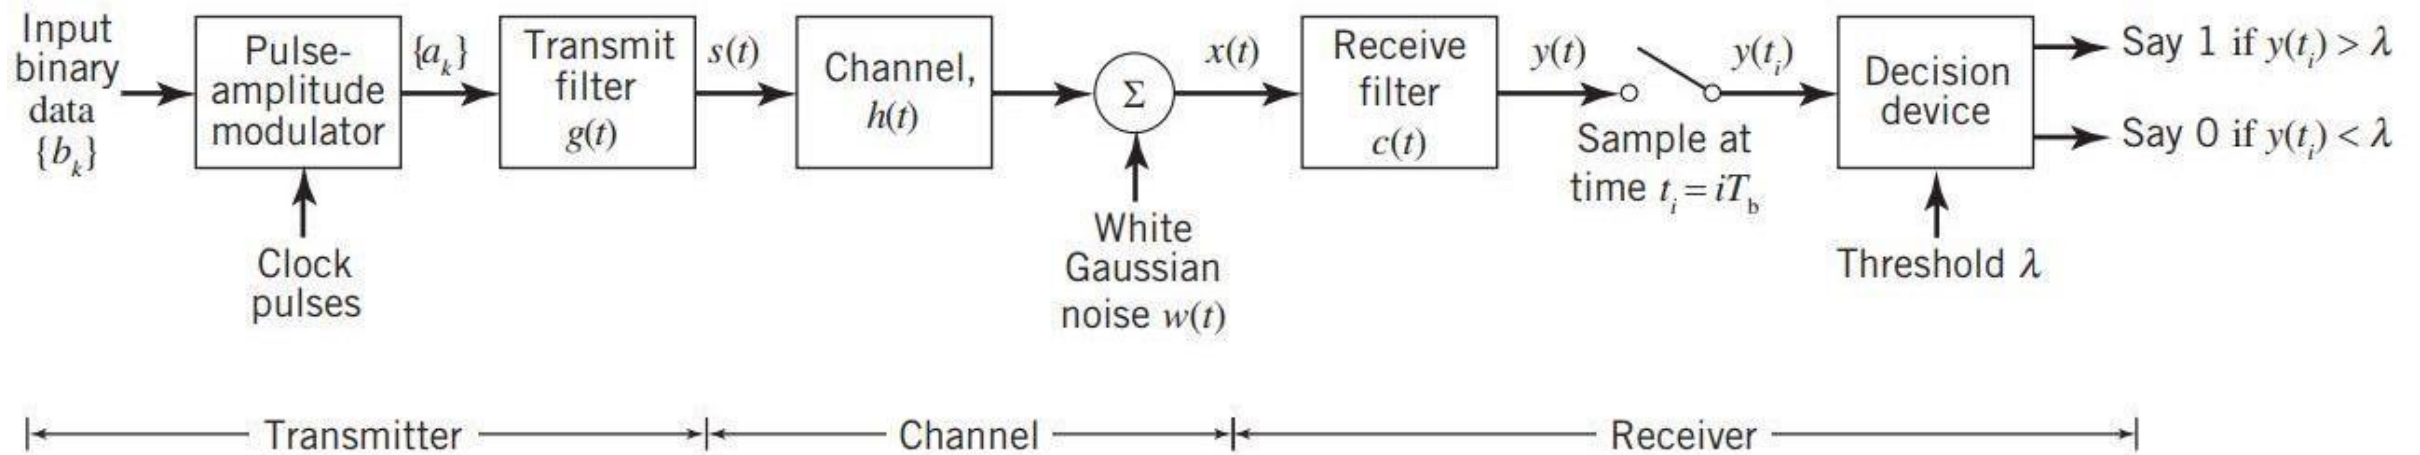 Input
binary
data
{b_k}
Pulse-
amplitude
modulator
Clock
pulses
{a_k}
Transmit
filter
g(t)
s(t)
Channel,
h(t)
Σ
White
Gaussian
noise w(t)
x(t)
Receive
filter
c(t)
y(t)
Sample at
time t_i = iT_b
y(t_i)
Decision
device
Threshold λ
Say 1 if y(t_i) > λ
Say 0 if y(t_i) < λ
Transmitter
Channel
Receiver